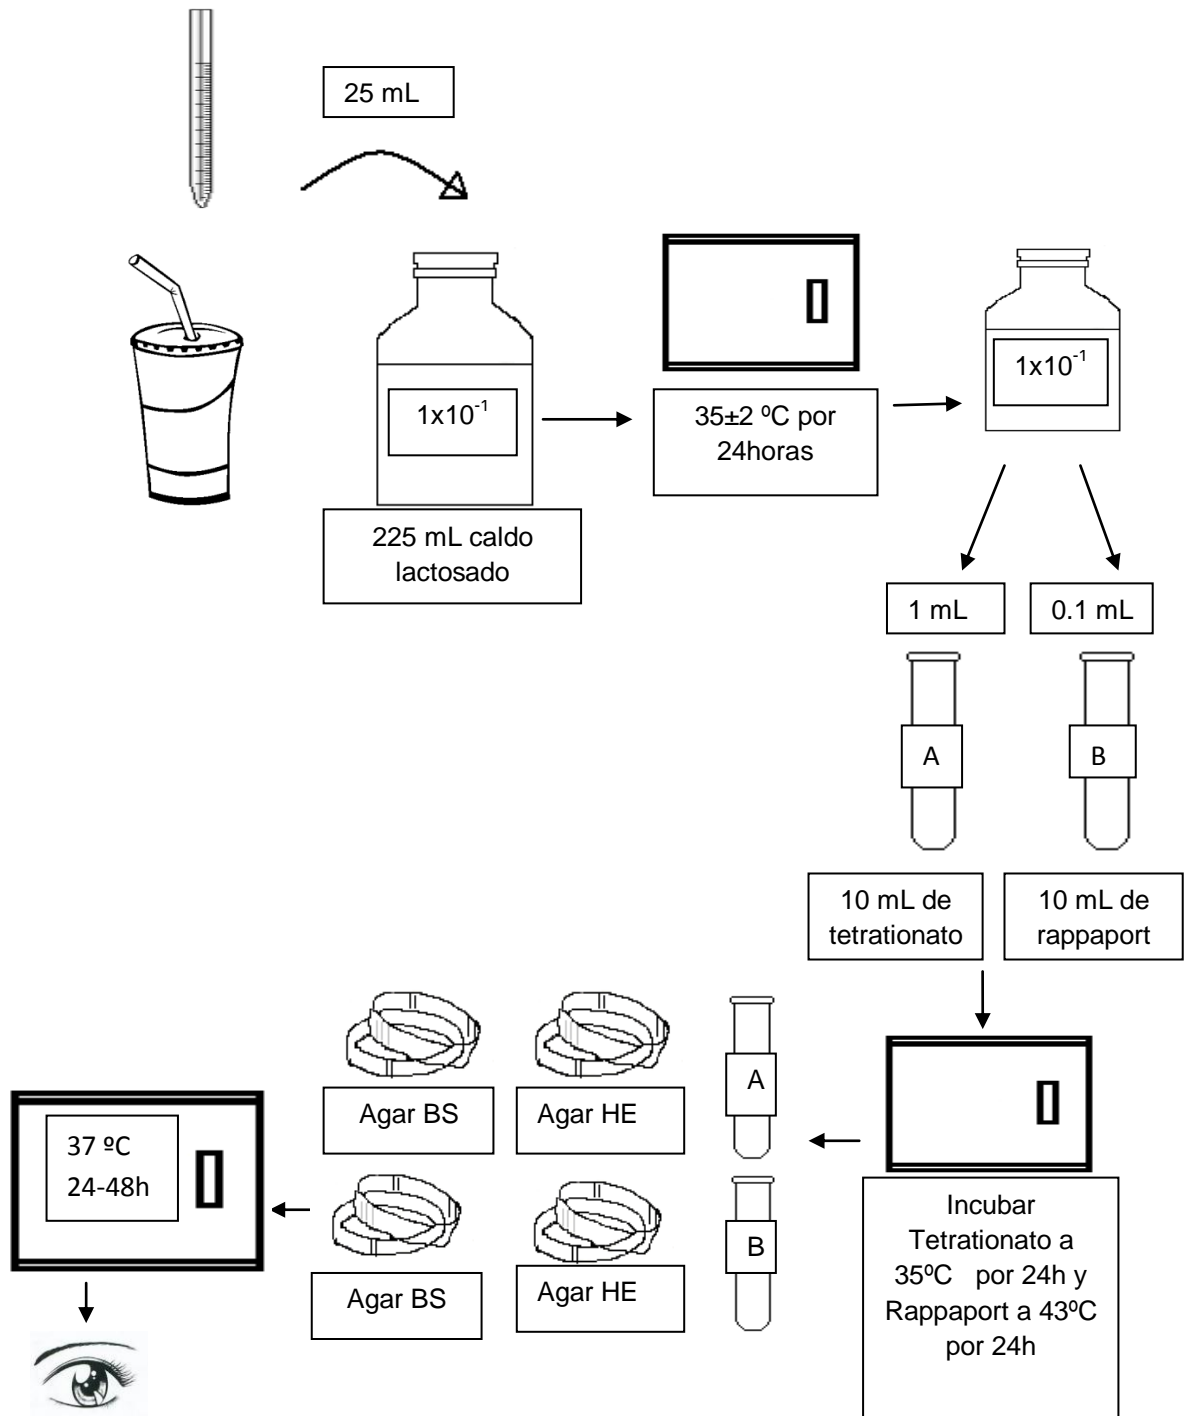 25 mL
1x10⁻¹
225 mL caldo
lactosado
35±2 ºC por
24horas
1x10⁻¹
1 mL
0.1 mL
A
B
10 mL de
tetrationato
10 mL de
rappaport
Incubar
Tetrationato a
35ºC por 24h y
Rappaport a 43ºC
por 24h
A
B
Agar BS
Agar HE
Agar BS
Agar HE
37 ºC
24-48h